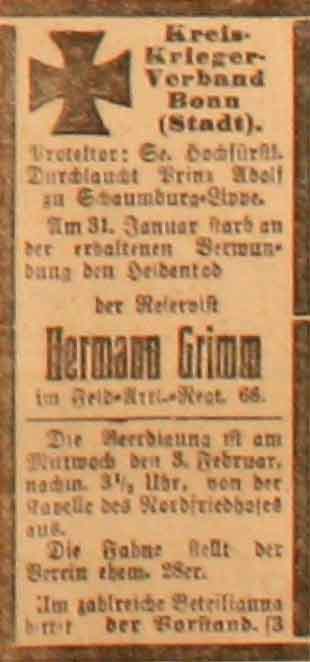 Kreis-
Krieger-
Verband
Bonn
(Stadt).
Protektor: Se. Hochfürstl.
Durchlaucht Prinz Adolf
zu Schaumburg-Lippe.
Am 31. Januar starb an
der erhaltenen Verwun-
dung den Heldentod
der Reservist
Hermann Grimm
im Feld-Artl.-Regt. 66.
Die Beerdigung ist am
Mittwoch den 3. Februar,
nachm. 3½ Uhr, von der
Kapelle des Nordfriedhofes
aus.
Die Fahne stellt der
Verein ehem. 28er.
Um zahlreiche Beteiligung
bittet der Vorstand. [3